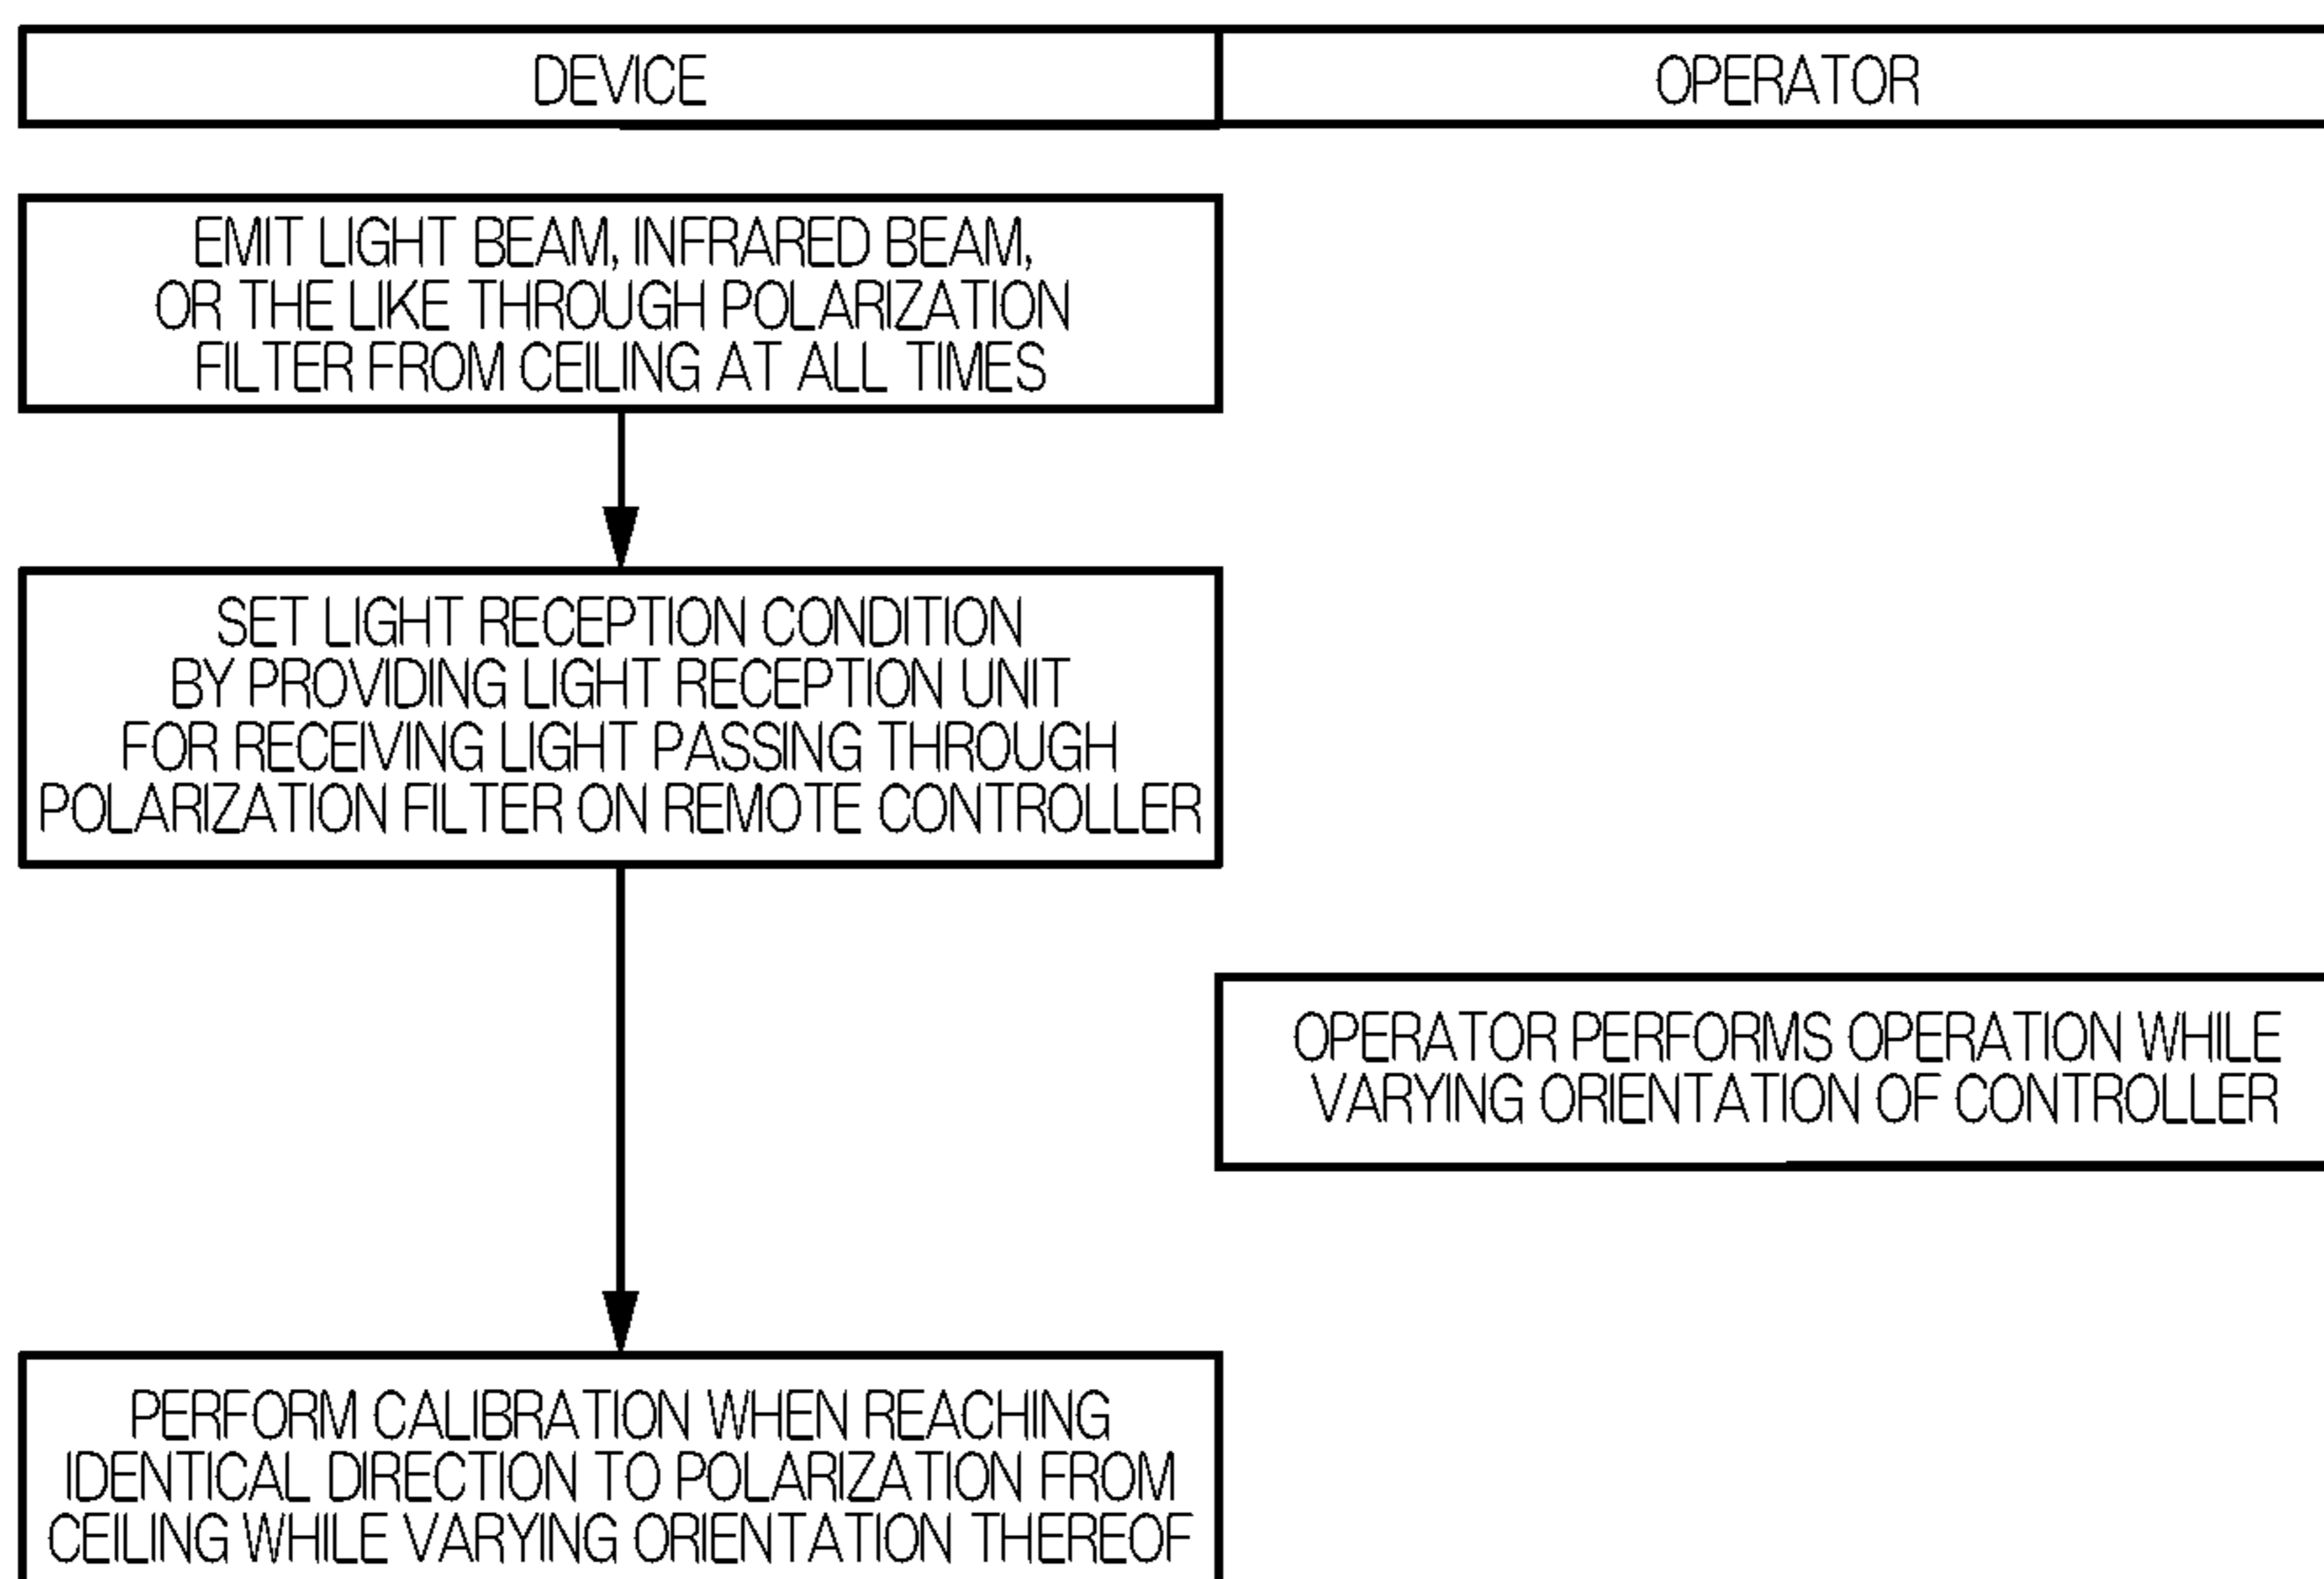 DEVICE
OPERATOR
EMIT LIGHT BEAM, INFRARED BEAM,
OR THE LIKE THROUGH POLARIZATION
FILTER FROM CEILING AT ALL TIMES
SET LIGHT RECEPTION CONDITION
BY PROVIDING LIGHT RECEPTION UNIT
FOR RECEIVING LIGHT PASSING THROUGH
POLARIZATION FILTER ON REMOTE CONTROLLER
OPERATOR PERFORMS OPERATION WHILE
VARYING ORIENTATION OF CONTROLLER
PERFORM CALIBRATION WHEN REACHING
IDENTICAL DIRECTION TO POLARIZATION FROM
CEILING WHILE VARYING ORIENTATION THEREOF